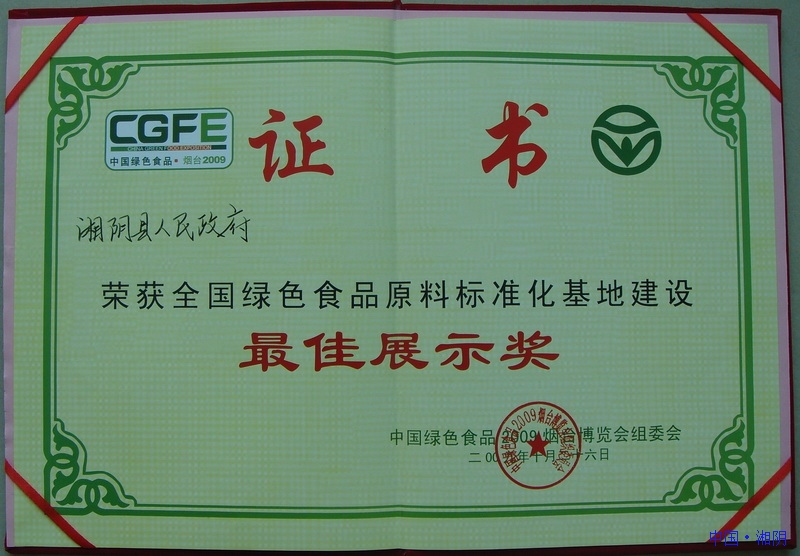 CGFE
CHINA GREEN FOOD EXPOSITION
中国绿色食品·烟台2009
证书
湘阴县人民政府
荣获全国绿色食品原料标准化基地建设
最佳展示奖
中国绿色食品2009烟台博览会组委会
二00 年十月 十六日
中国·湘阴